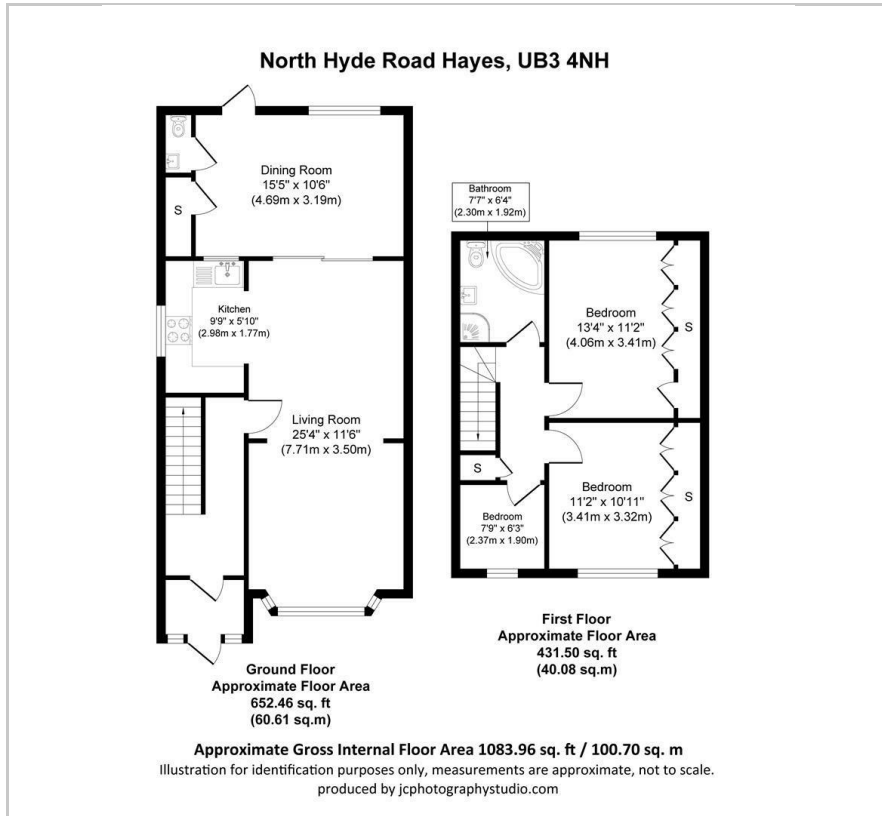 North Hyde Road Hayes, UB3 4NH
Dining Room
15'5" x 10'6"
(4.69m x 3.19m)
S
Kitchen
9'9" x 5'10"
(2.98m x 1.77m)
Living Room
25'4" x 11'6"
(7.71m x 3.50m)
Ground Floor
Approximate Floor Area
652.46 sq. ft
(60.61 sq.m)
Bathroom
7'7" x 6'4"
(2.30m x 1.92m)
Bedroom
13'4" x 11'2"
(4.06m x 3.41m)
S
S
Bedroom
7'9" x 6'3"
(2.37m x 1.90m)
Bedroom
11'2" x 10'11"
(3.41m x 3.32m)
S
First Floor
Approximate Floor Area
431.50 sq. ft
(40.08 sq.m)
Approximate Gross Internal Floor Area 1083.96 sq. ft / 100.70 sq. m
Illustration for identification purposes only, measurements are approximate, not to scale.
produced by jcphotographystudio.com